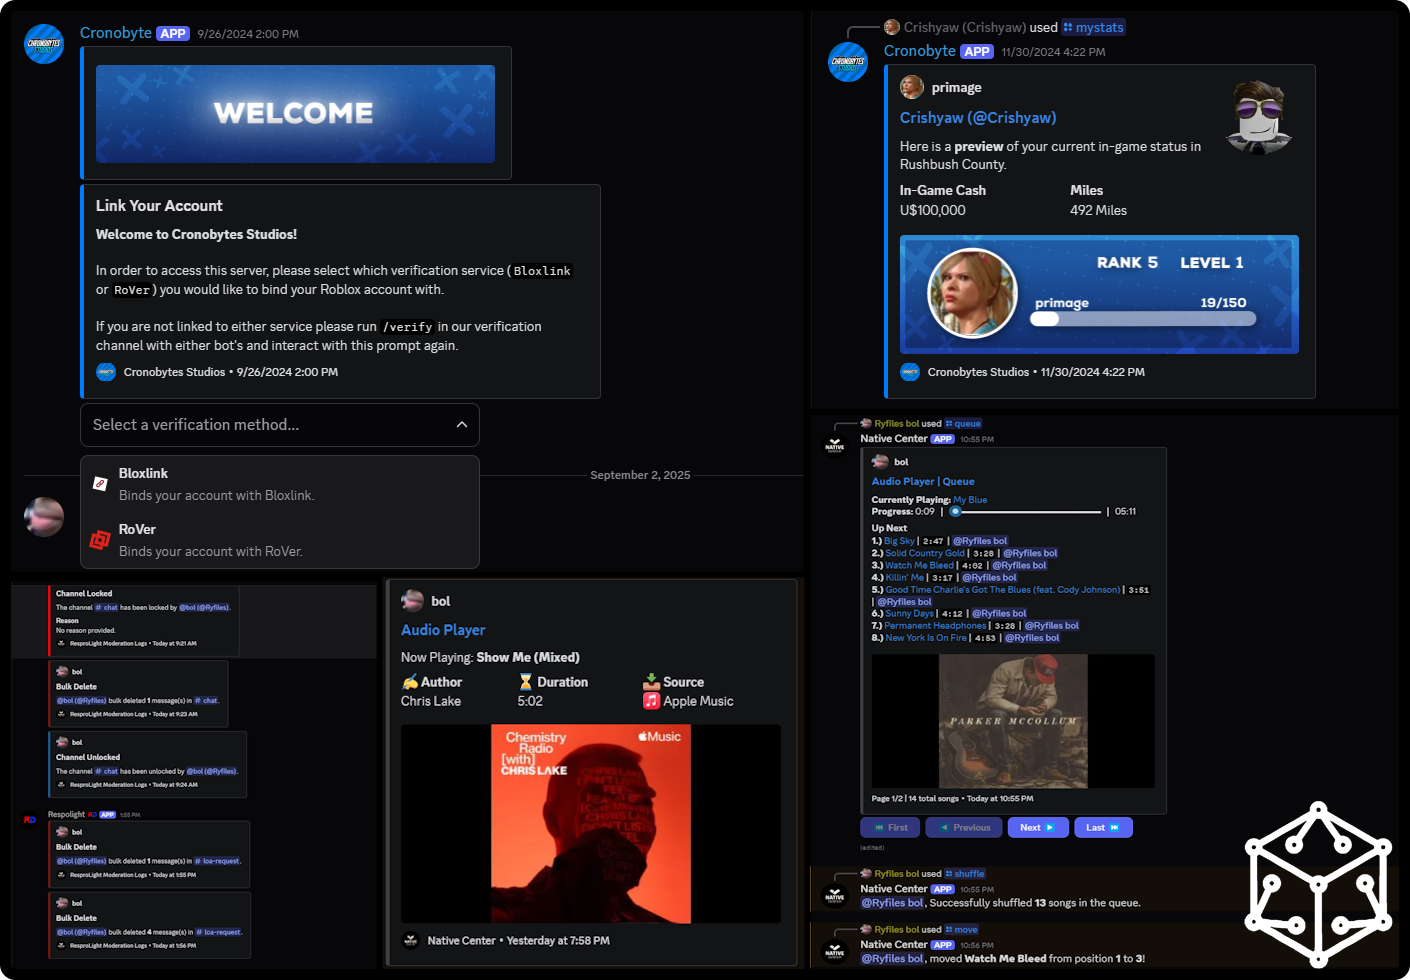 Cronobyte APP 9/26/2024 2:00 PM
CHRONOBYTES
STUDIOS
WELCOME
Link Your Account
Welcome to Cronobytes Studios!
In order to access this server, please select which verification service ( Bloxlink
or RoVer ) you would like to bind your Roblox account with.
If you are not linked to either service please run /verify in our verification
channel with either bot's and interact with this prompt again.
Cronobytes Studios • 9/26/2024 2:00 PM
Select a verification method...
September 2, 2025
Bloxlink
Binds your account with Bloxlink.
RoVer
Binds your account with RoVer.
Crishyaw (Crishyaw) used mystats
Cronobyte APP 11/30/2024 4:22 PM
CHRONOBYTES
STUDIOS
primage
Crishyaw (@Crishyaw)
Here is a preview of your current in-game status in
Rushbush County.
In-Game Cash Miles
U$100,000 492 Miles
RANK 5 LEVEL 1
primage 19/150
Cronobytes Studios • 11/30/2024 4:22 PM
Channel Locked
The channel # chat has been locked by @bol (@Ryfiles).
Reason
No reason provided.
ResproLight Moderation Logs • Today at 9:21 AM
bol
Bulk Delete
@bol (@Ryfiles) bulk deleted 1 message(s) in # chat.
ResproLight Moderation Logs • Today at 9:23 AM
bol
Channel Unlocked
The channel # chat has been unlocked by @bol (@Ryfiles).
ResproLight Moderation Logs • Today at 9:24 AM
Respolight RD APP 1:55 PM
RD
bol
Bulk Delete
@bol (@Ryfiles) bulk deleted 1 message(s) in # loa-request.
ResproLight Moderation Logs • Today at 1:55 PM
bol
Bulk Delete
@bol (@Ryfiles) bulk deleted 4 message(s) in # loa-request.
ResproLight Moderation Logs • Today at 1:56 PM
bol
Audio Player
Now Playing: Show Me (Mixed)
Author Duration Source
Chris Lake 5:02 Apple Music
Chemistry
Radio
[with]
CHRIS LAKE
Music
Native Center • Yesterday at 7:58 PM
Ryfiles bol used queue
Native Center APP 10:55 PM
NATIVE
bol
Audio Player | Queue
Currently Playing: My Blue
Progress: 0:09 | | 05:11
Up Next
1.) Big Sky | 2:47 | @Ryfiles bol
2.) Solid Country Gold | 3:28 | @Ryfiles bol
3.) Watch Me Bleed | 4:02 | @Ryfiles bol
4.) Killin' Me | 3:17 | @Ryfiles bol
5.) Good Time Charlie's Got The Blues (feat. Cody Johnson) | 3:51
| @Ryfiles bol
6.) Sunny Days | 4:12 | @Ryfiles bol
7.) Permanent Headphones | 3:28 | @Ryfiles bol
8.) New York Is On Fire | 4:53 | @Ryfiles bol
PARKER MCCOLLUM
Page 1/2 | 14 total songs • Today at 10:55 PM
First Previous Next Last
(edited)
Ryfiles bol used shuffle
Native Center APP 10:55 PM
NATIVE
@Ryfiles bol, Successfully shuffled 13 songs in the queue.
Ryfiles bol used move
Native Center APP 10:56 PM
NATIVE
@Ryfiles bol, moved Watch Me Bleed from position 1 to 3!